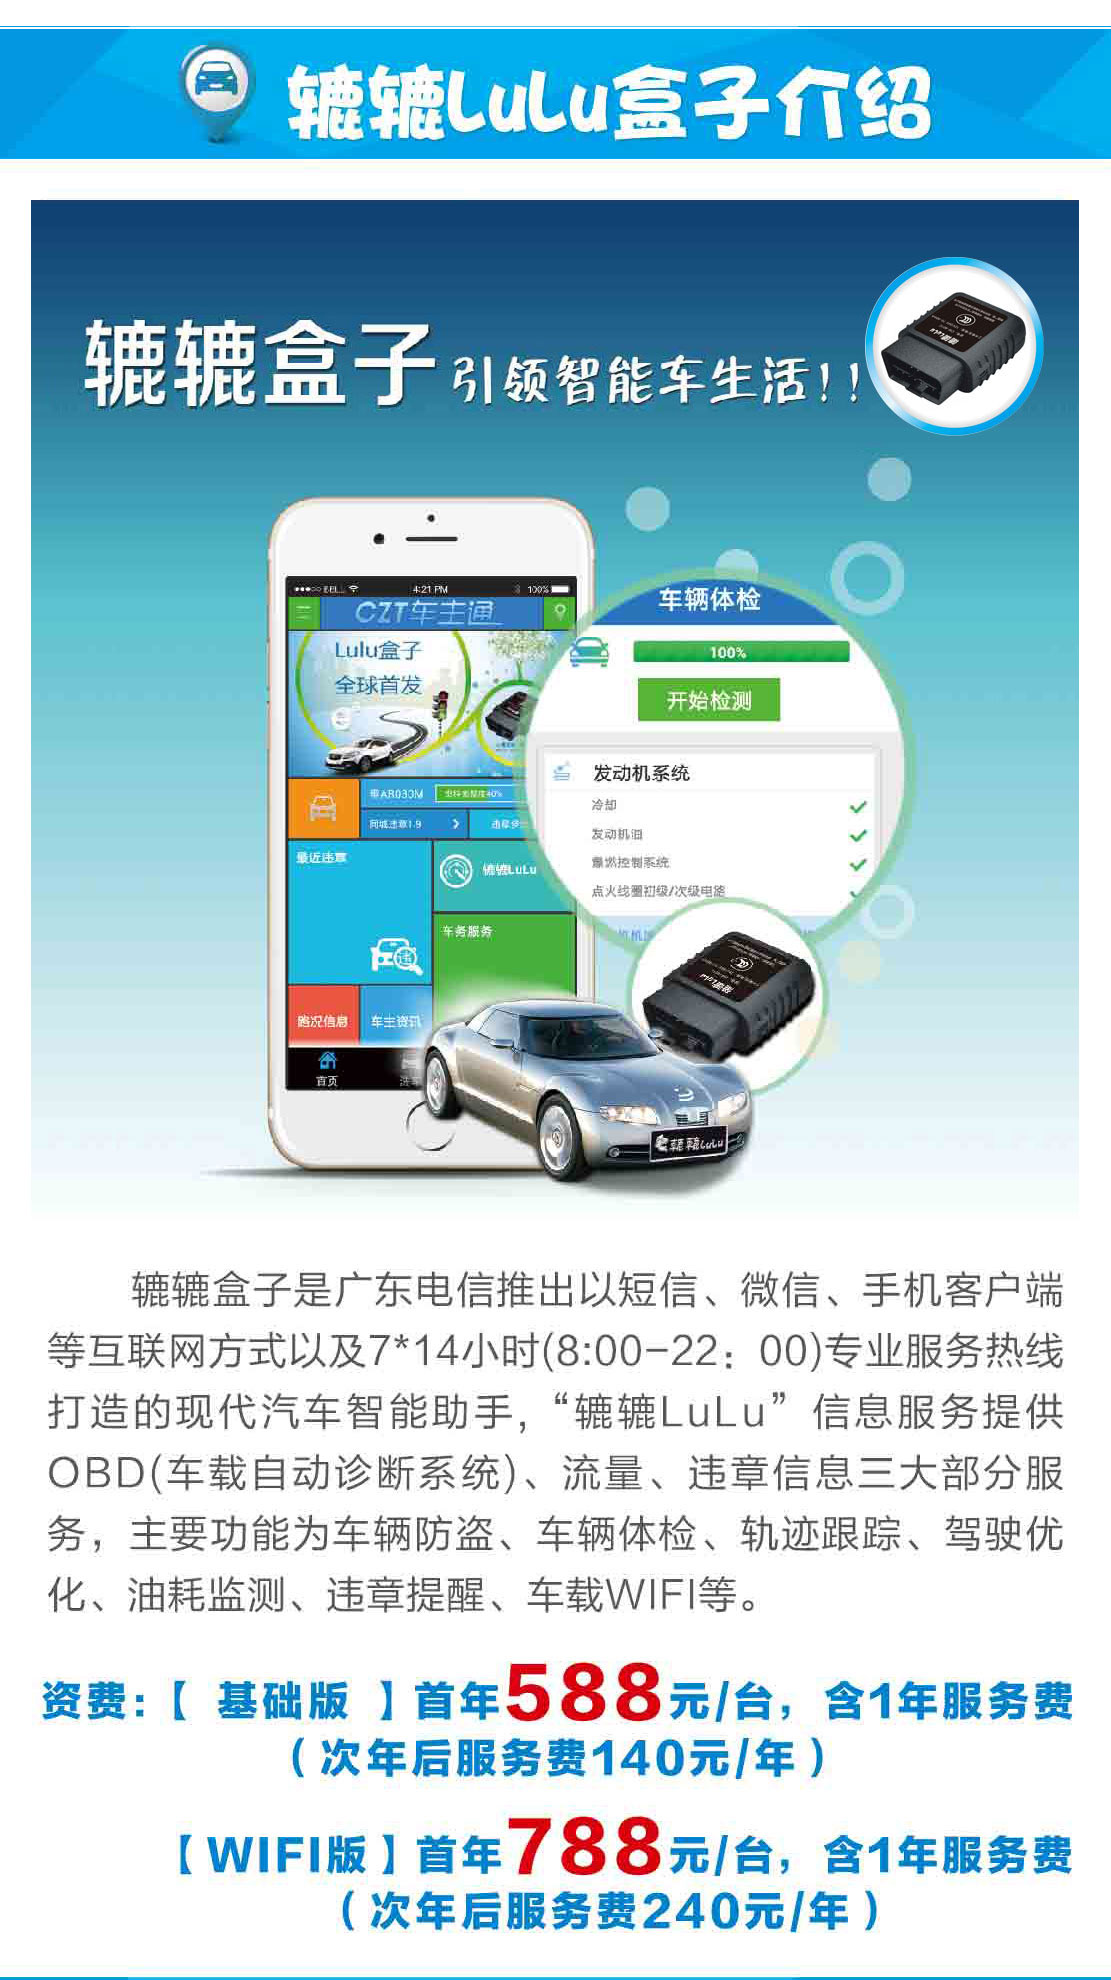 辘辘LuLu盒子介绍
辘辘盒子 引领智能车生活!!
4:21 PM 100%
CZT车主通
Lulu盒子
全球首发
同城违章1.9
最近违章
辘辘LuLu
车务服务
路况信息 车主资讯
首页
车辆体检
100%
开始检测
发动机系统
冷却
发动机油
爆燃控制系统
点火线圈初级/次级电路
辘辘LuLu
辘辘盒子是广东电信推出以短信、微信、手机客户端
等互联网方式以及7*14小时(8:00-22：00)专业服务热线
打造的现代汽车智能助手，“辘辘LuLu”信息服务提供
OBD(车载自动诊断系统)、流量、违章信息三大部分服
务，主要功能为车辆防盗、车辆体检、轨迹跟踪、驾驶优
化、油耗监测、违章提醒、车载WIFI等。
资费:【 基础版 】首年588元/台，含1年服务费
（次年后服务费140元/年）
【WIFI版】首年788元/台，含1年服务费
（次年后服务费240元/年）